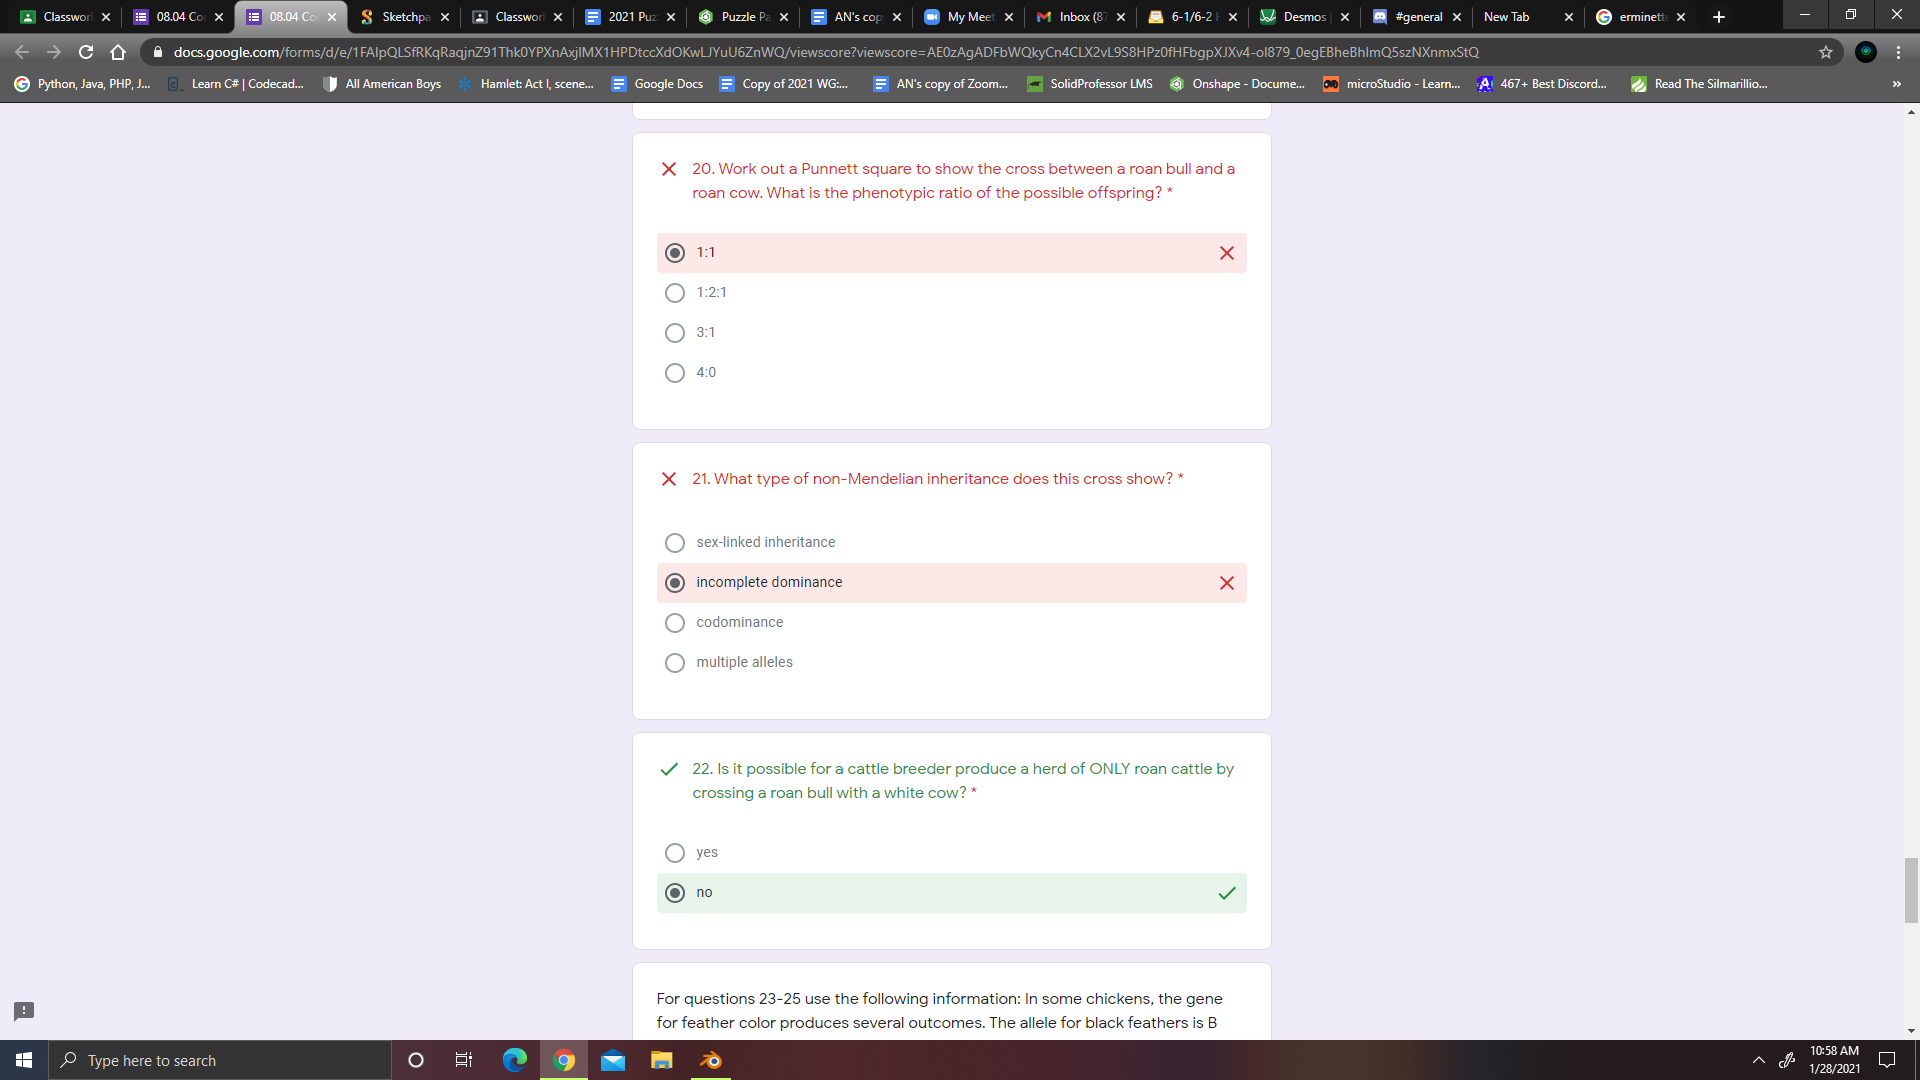 Classworl
08.04 Co
08.04 Co
Sketchpa
Classworl
2021 Puz
Puzzle Pa
AN's cop
My Meet
Inbox (87
6-1/6-2 
Desmos
#general
New Tab
erminett
docs.google.com/forms/d/e/1FAIpQLSfRKqRaqjnZ91Thk0YPXnAxjlMX1HPDtccXdOKwLJYuU6ZnWQ/viewscore?viewscore=AE0zAgADFbWQkyCn4CLX2vL9S8HPz0fHFbgpXJXv4-ol879_0egEBheBhImQ5szNXnmxStQ
Python, Java, PHP, J...
Learn C# | Codecad...
All American Boys
Hamlet: Act I, scene...
Google Docs
Copy of 2021 WG:...
AN's copy of Zoom...
SolidProfessor LMS
Onshape - Docume...
microStudio - Learn...
467+ Best Discord...
Read The Silmarillio...
20. Work out a Punnett square to show the cross between a roan bull and a
roan cow. What is the phenotypic ratio of the possible offspring? *
1:1
1:2:1
3:1
4:0
21. What type of non-Mendelian inheritance does this cross show? *
sex-linked inheritance
incomplete dominance
codominance
multiple alleles
22. Is it possible for a cattle breeder produce a herd of ONLY roan cattle by
crossing a roan bull with a white cow? *
yes
no
For questions 23-25 use the following information: In some chickens, the gene
for feather color produces several outcomes. The allele for black feathers is B
Type here to search
10:58 AM
1/28/2021